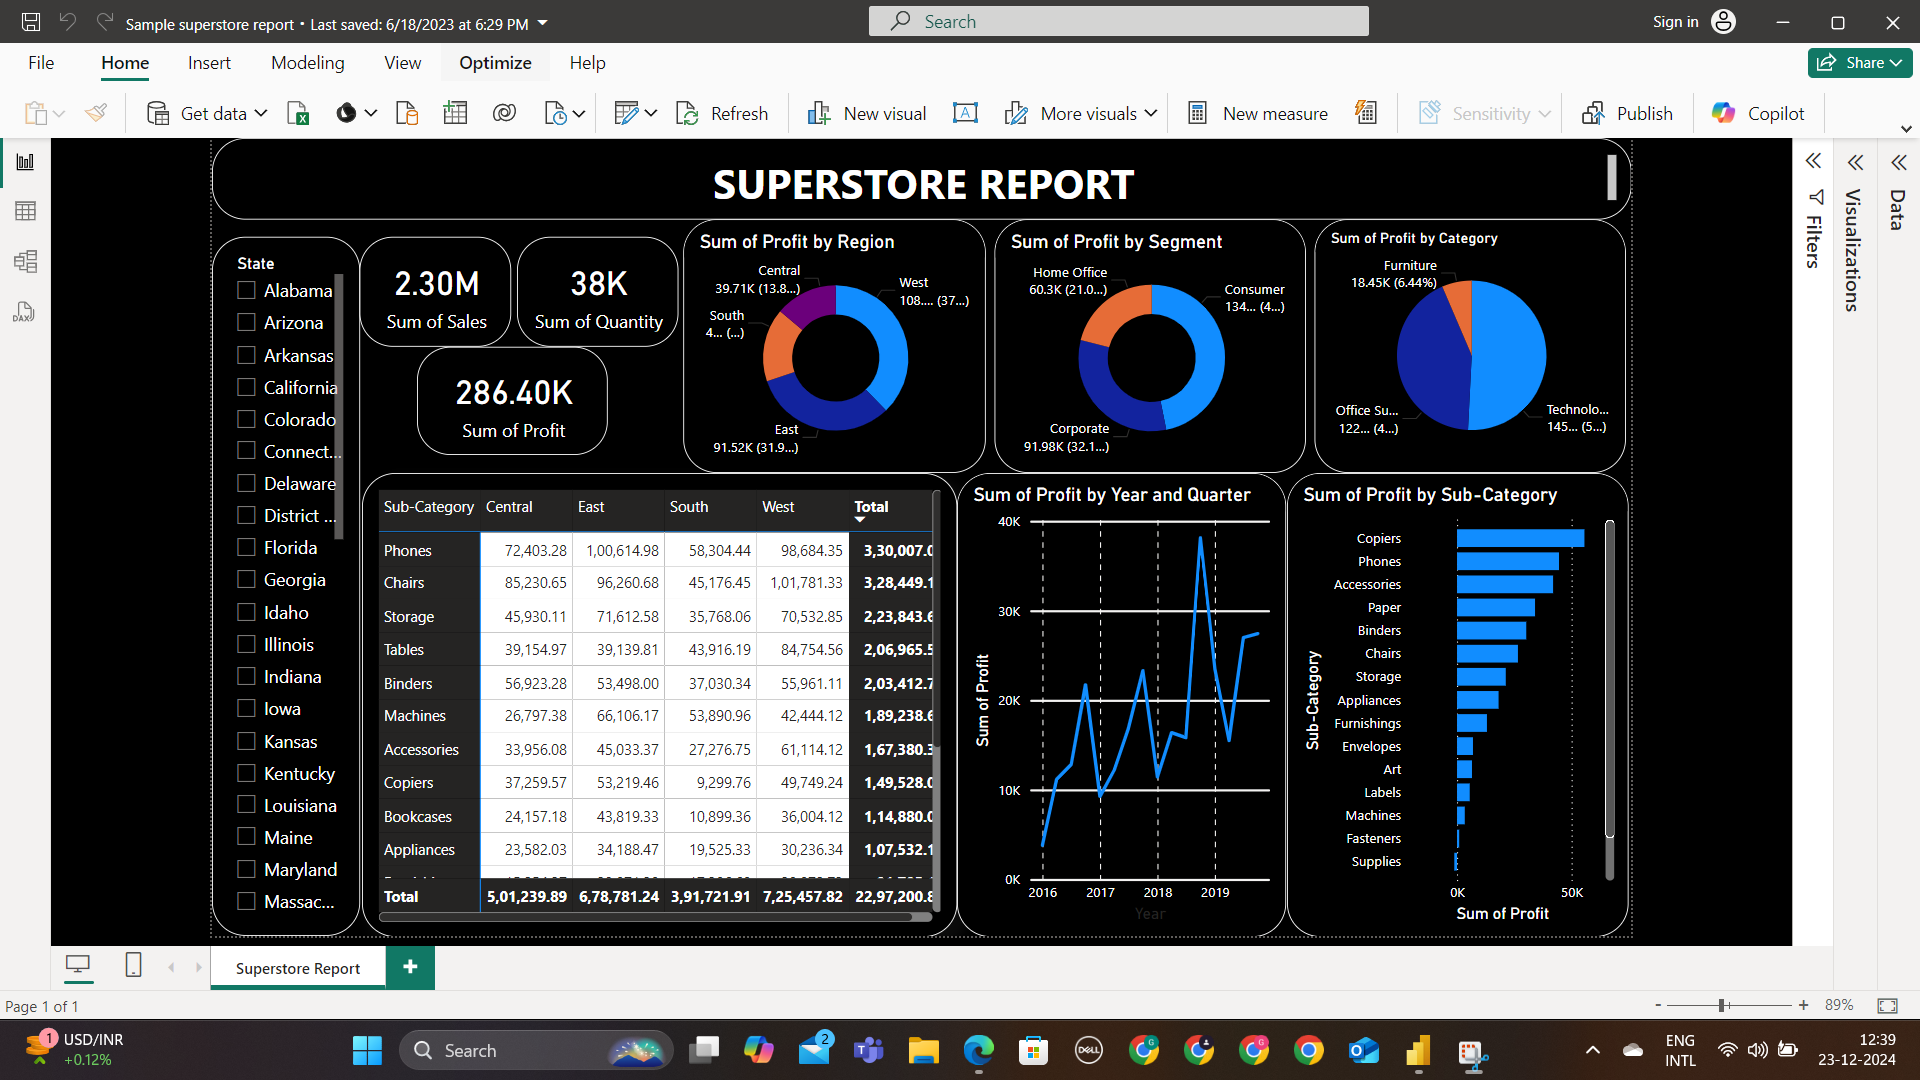 Sample superstore report • Last saved: 6/18/2023 at 6:29 PM
Search
Sign in
File
Home
Insert
Modeling
View
Optimize
Help
Share
Get data
Refresh
New visual
More visuals
New measure
Sensitivity
Publish
Copilot
SUPERSTORE REPORT
State
Alabama
Arizona
Arkansas
California
Colorado
Connect...
Delaware
District ...
Florida
Georgia
Idaho
Illinois
Indiana
Iowa
Kansas
Kentucky
Louisiana
Maine
Maryland
Massac...
2.30M
Sum of Sales
38K
Sum of Quantity
286.40K
Sum of Profit
Sum of Profit by Region
Central
39.71K (13.8...)
West
108.... (37...)
South
4... (...)
East
91.52K (31.9...)
Sum of Profit by Segment
Home Office
60.3K (21.0...)
Consumer
134... (4...)
Corporate
91.98K (32.1...)
Sum of Profit by Category
Furniture
18.45K (6.44%)
Office Su...
122... (4...)
Technolo...
145... (5...)
Sub-Category Central East South West Total
Phones 72,403.28 1,00,614.98 58,304.44 98,684.35 3,30,007.0
Chairs 85,230.65 96,260.68 45,176.45 1,01,781.33 3,28,449.1
Storage 45,930.11 71,612.58 35,768.06 70,532.85 2,23,843.6
Tables 39,154.97 39,139.81 43,916.19 84,754.56 2,06,965.5
Binders 56,923.28 53,498.00 37,030.34 55,961.11 2,03,412.7
Machines 26,797.38 66,106.17 53,890.96 42,444.12 1,89,238.6
Accessories 33,956.08 45,033.37 27,276.75 61,114.12 1,67,380.3
Copiers 37,259.57 53,219.46 9,299.76 49,749.24 1,49,528.0
Bookcases 24,157.18 43,819.33 10,899.36 36,004.12 1,14,880.0
Appliances 23,582.03 34,188.47 19,525.33 30,236.34 1,07,532.1
Total 5,01,239.89 6,78,781.24 3,91,721.91 7,25,457.82 22,97,200.8
Sum of Profit by Year and Quarter
Sum of Profit
40K
30K
20K
10K
0K
2016 2017 2018 2019
Year
Sum of Profit by Sub-Category
Sub-Category
Copiers
Phones
Accessories
Paper
Binders
Chairs
Storage
Appliances
Furnishings
Envelopes
Art
Labels
Machines
Fasteners
Supplies
0K 50K
Sum of Profit
Filters
Visualizations
Data
DAX
Superstore Report
+
Page 1 of 1
- + 89%
1
USD/INR
+0.12%
Search
2
DELL
ENG
INTL
12:39
23-12-2024